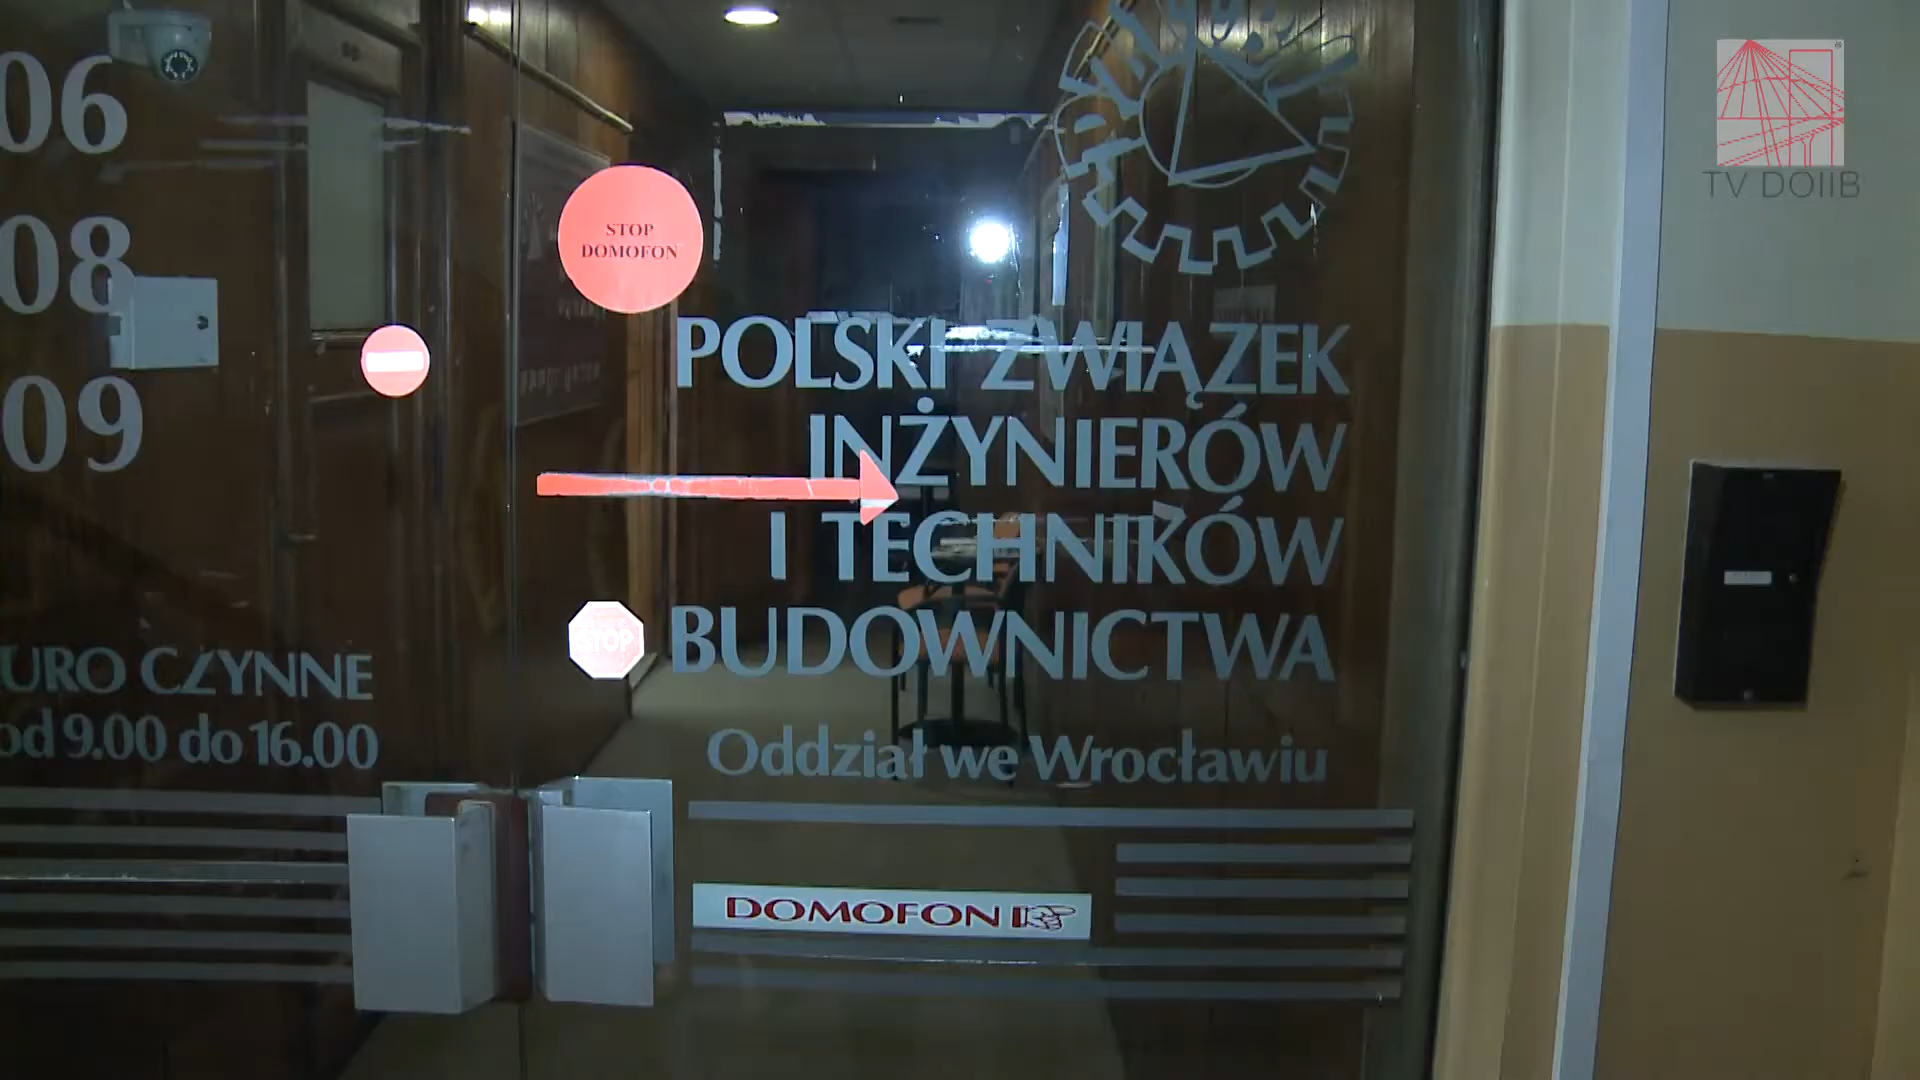 06
08
09
STOP
DOMOFON
POLSKI ZWIĄZEK
INŻYNIERÓW
I TECHNIKÓW
BUDOWNICTWA
Oddział we Wrocławiu
STOP
URO CZYNNE
od 9.00 do 16.00
DOMOFON
TV DOIIB